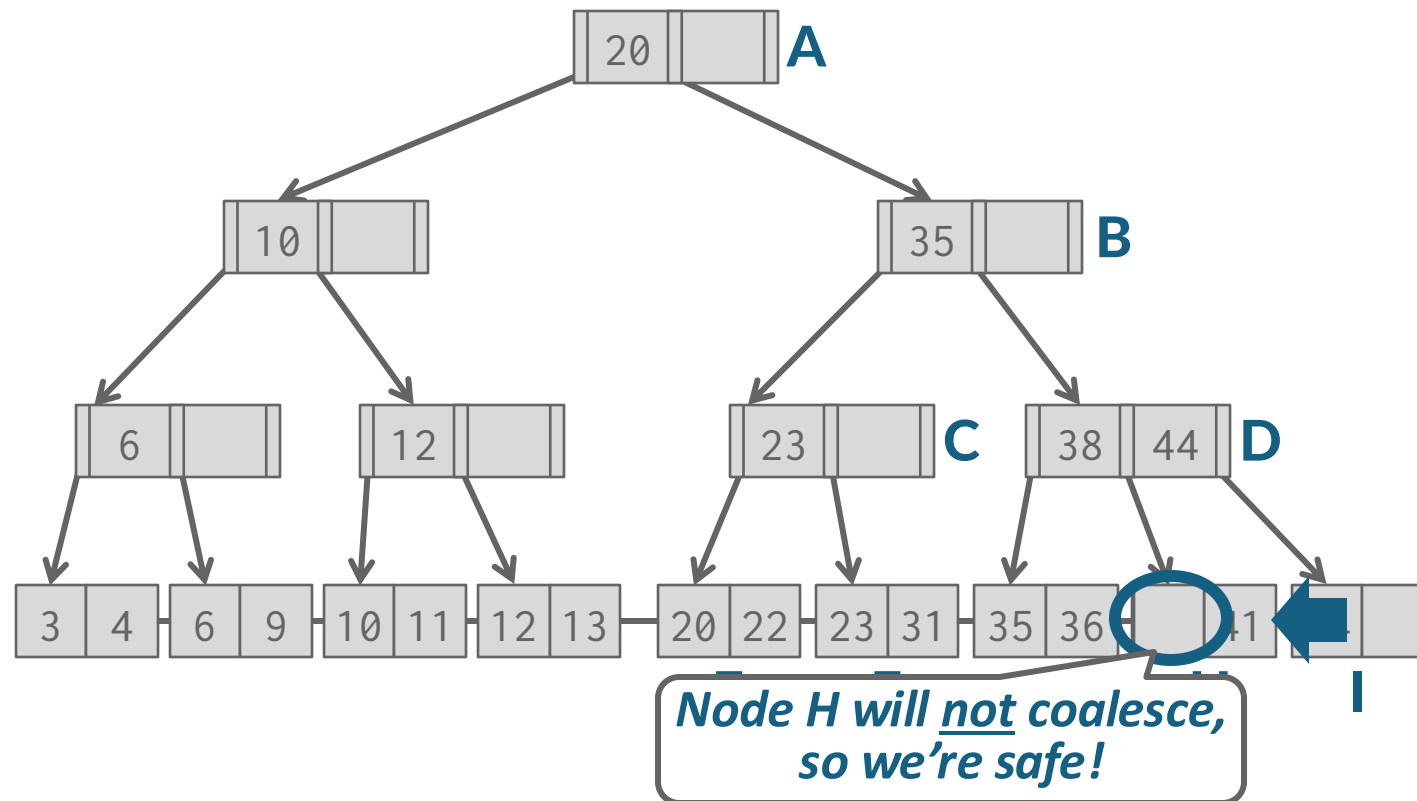 20 A
10 35 B
6 12 23 C 38 44 D
3 4 6 9 10 11 12 13 20 22 23 31 35 36 41
I
Node H will not coalesce,
so we're safe!